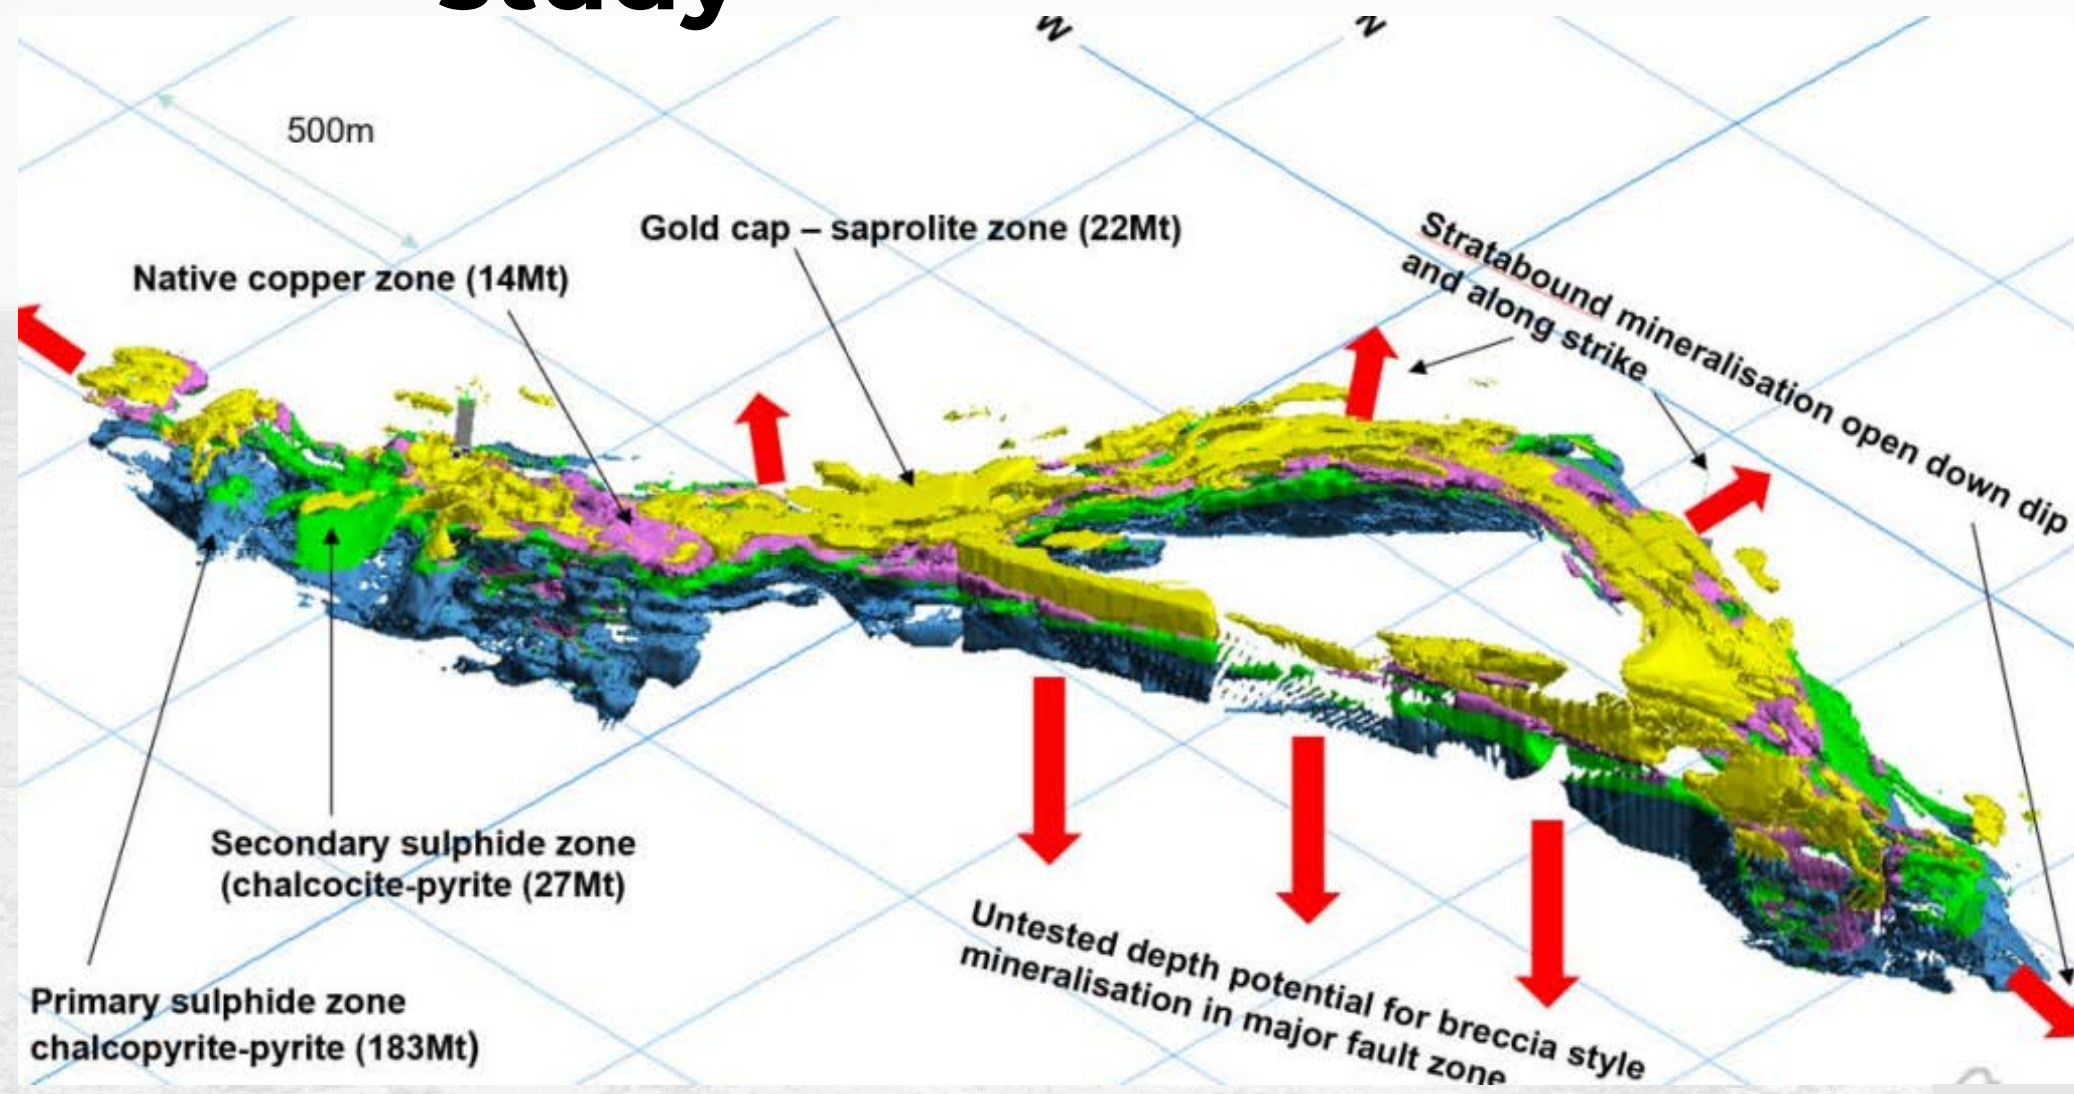 study
W
N
500m
Gold cap – saprolite zone (22Mt)
Native copper zone (14Mt)
Stratabound mineralisation open down dip
and along strike
Secondary sulphide zone
(chalcocite-pyrite (27Mt)
Untested depth potential for breccia style
mineralisation in major fault zone
Primary sulphide zone
chalcopyrite-pyrite (183Mt)